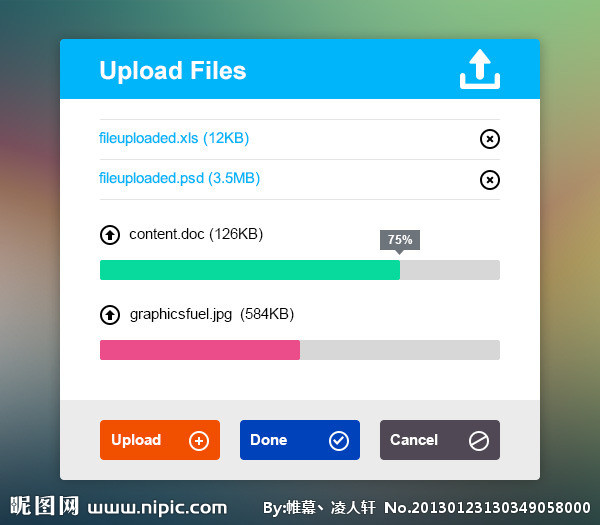 Upload Files
fileuploaded.xls (12KB)
fileuploaded.psd (3.5MB)
content.doc (126KB)
75%
graphicsfuel.jpg (584KB)
Upload
Done
Cancel
昵图网 www.nipic.com
By:帷幕丶凌人轩 No.20130123130349058000